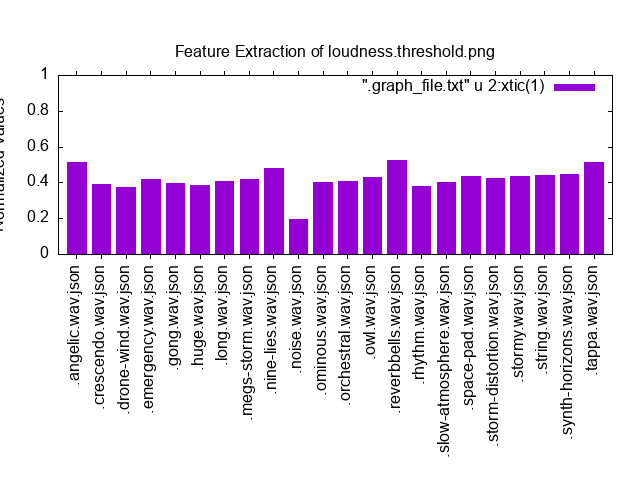 Feature Extraction of loudness.threshold.png
".graph_file.txt" u 2:xtic(1)
Normalized Values
1
0.8
0.6
0.4
0.2
0
.angelic.wav.json
.crescendo.wav.json
.drone-wind.wav.json
.emergency.wav.json
.gong.wav.json
.huge.wav.json
.long.wav.json
.megs-storm.wav.json
.nine-lies.wav.json
.noise.wav.json
.ominous.wav.json
.orchestral.wav.json
.owl.wav.json
.reverbbells.wav.json
.rhythm.wav.json
.slow-atmosphere.wav.json
.space-pad.wav.json
.storm-distortion.wav.json
.stormy.wav.json
.string.wav.json
.synth-horizons.wav.json
.tappa.wav.json